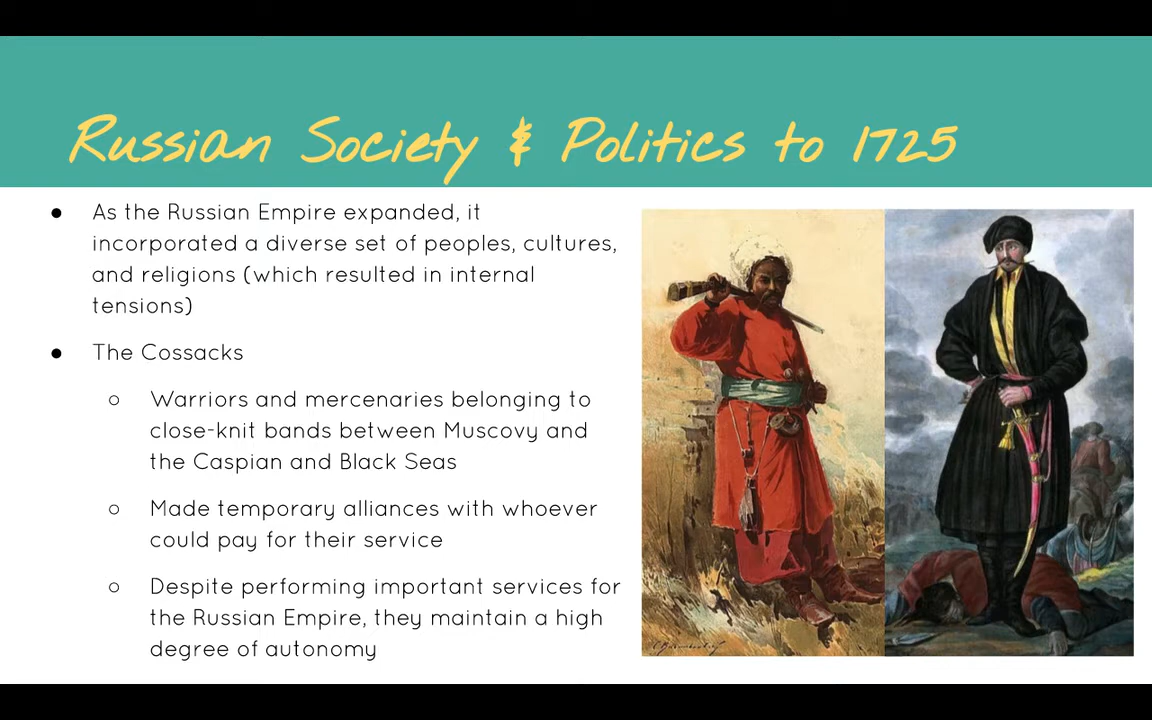 Russian Society & Politics to 1725
● As the Russian Empire expanded, it
incorporated a diverse set of peoples, cultures,
and religions (which resulted in internal
tensions)
● The Cossacks
○ Warriors and mercenaries belonging to
close-knit bands between Muscovy and
the Caspian and Black Seas
○ Made temporary alliances with whoever
could pay for their service
○ Despite performing important services for
the Russian Empire, they maintain a high
degree of autonomy